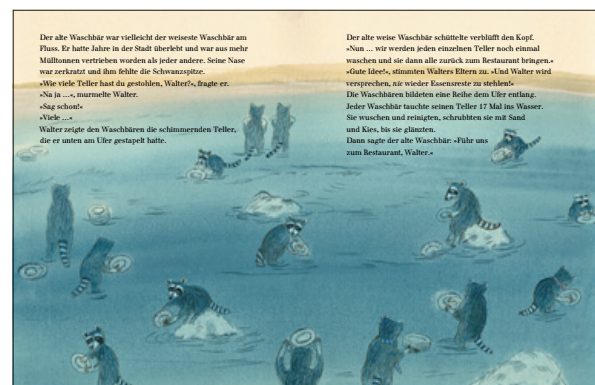 Der alte Waschbär war vielleicht der weiseste Waschbär am
Fluss. Er hatte Jahre in der Stadt überlebt und war aus mehr
Mülltonnen vertrieben worden als jeder andere. Seine Nase
war zerkratzt und ihm fehlte die Schwanzspitze.
»Wie viele Teller hast du gestohlen, Walter?«, fragte er.
»Na ja …«, murmelte Walter.
»Sag schon!«
»Viele …«
Walter zeigte den Waschbären die schimmernden Teller,
die er unten am Ufer gestapelt hatte.
Der alte weise Waschbär schüttelte verblüfft den Kopf.
»Nun … wir werden jeden einzelnen Teller noch einmal
waschen und sie dann alle zurück zum Restaurant bringen.«
»Gute Idee!«, stimmten Walters Eltern zu. »Und Walter wird
versprechen, nie wieder Essensreste zu stehlen!«
Die Waschbären bildeten eine Reihe dem Ufer entlang.
Jeder Waschbär tauchte seinen Teller 17 Mal ins Wasser.
Sie wuschen und reinigten, schrubbten sie mit Sand
und Kies, bis sie glänzten.
Dann sagte der alte Waschbär: »Führ uns
zum Restaurant, Walter.«